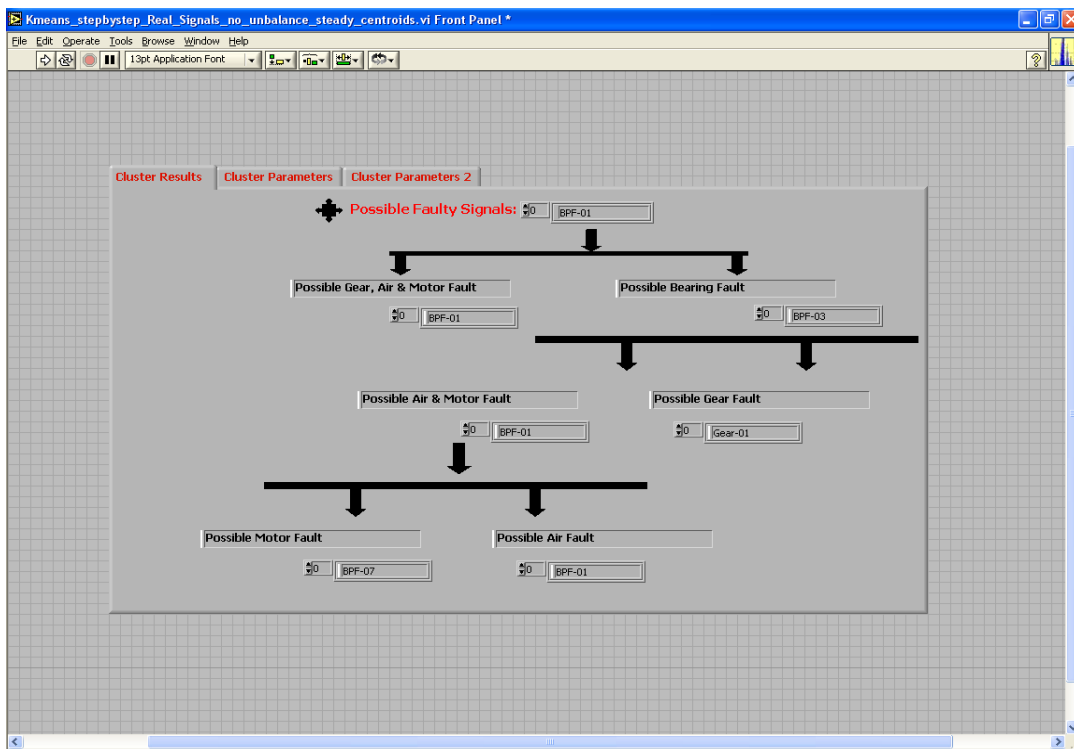 Kmeans_stepbystep_Real_Signals_no_unbalance_steady_centroids.vi Front Panel *
File Edit Operate Tools Browse Window Help
13pt Application Font
Cluster Results Cluster Parameters Cluster Parameters 2
Possible Faulty Signals: 0 BPF-01
Possible Gear, Air & Motor Fault Possible Bearing Fault
0 BPF-01 0 BPF-03
Possible Air & Motor Fault Possible Gear Fault
0 BPF-01 0 Gear-01
Possible Motor Fault Possible Air Fault
0 BPF-07 0 BPF-01